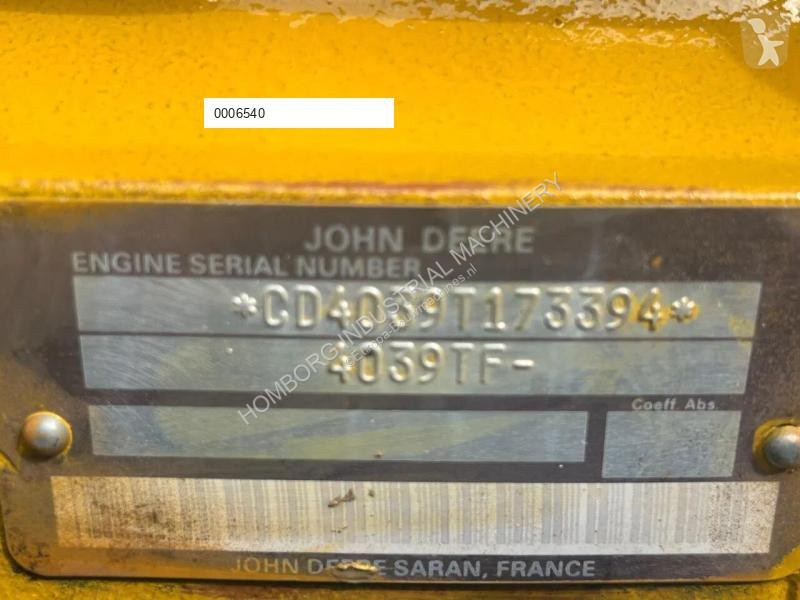 0006540
JOHN DEERE
ENGINE SERIAL NUMBER
*CD4039T173394*
4039TF-
Coeff. Abs.
JOHN DEERE SARAN, FRANCE
HOMBORG INDUSTRIAL MACHINERY